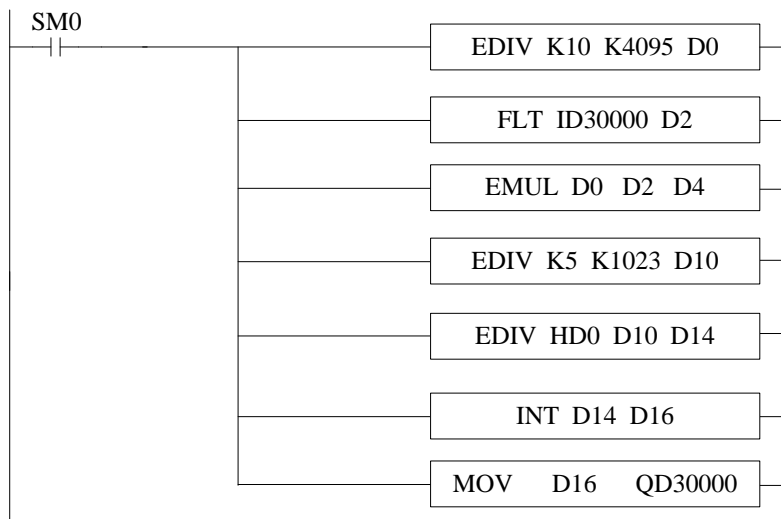 SM0
EDIV K10 K4095 D0
FLT ID30000 D2
EMUL D0 D2 D4
EDIV K5 K1023 D10
EDIV HD0 D10 D14
INT D14 D16
MOV D16 QD30000